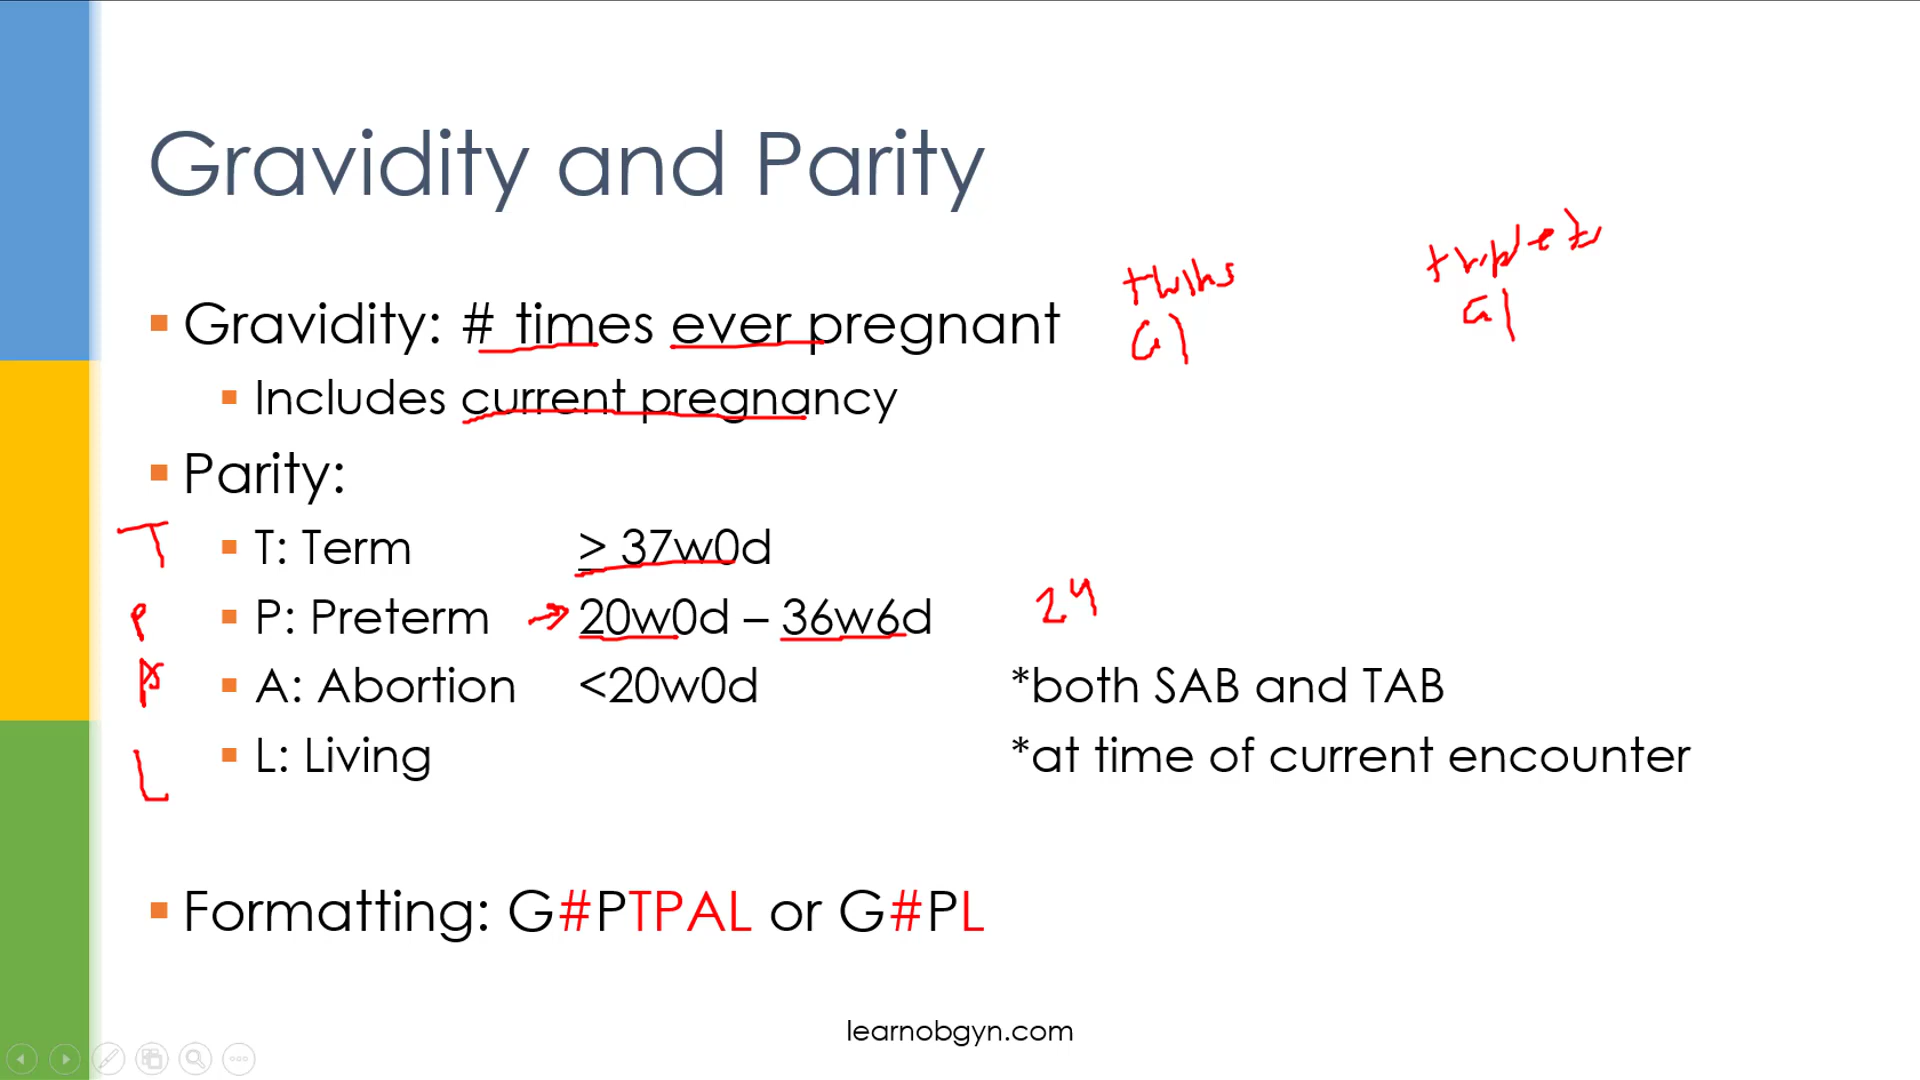 Gravidity and Parity
twins
G1
triplet
G1
Gravidity: # times ever pregnant
Includes current pregnancy
Parity:
T
T: Term ≥ 37w0d
P
P: Preterm → 20w0d – 36w6d 24
A: Abortion <20w0d *both SAB and TAB
L
L: Living *at time of current encounter
Formatting: G#PTPAL or G#PL
learnobgyn.com